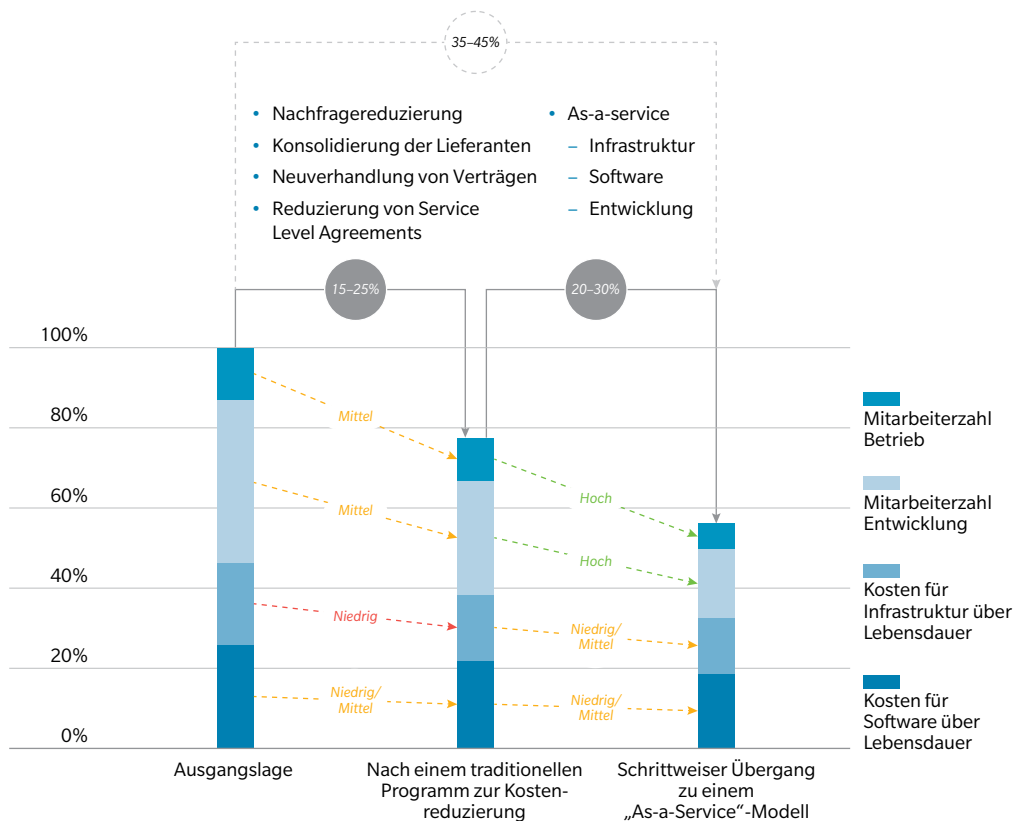 35–45%
• Nachfragereduzierung
• Konsolidierung der Lieferanten
• Neuverhandlung von Verträgen
• Reduzierung von Service
Level Agreements
• As-a-service
– Infrastruktur
– Software
– Entwicklung
15–25%
20–30%
100%
80%
60%
40%
20%
0%
Mittel
Mittel
Niedrig
Niedrig/
Mittel
Hoch
Hoch
Niedrig/
Mittel
Niedrig/
Mittel
Mitarbeiterzahl
Betrieb
Mitarbeiterzahl
Entwicklung
Kosten für
Infrastruktur über
Lebensdauer
Kosten für
Software über
Lebensdauer
Ausgangslage
Nach einem traditionellen
Programm zur Kosten-
reduzierung
Schrittweiser Übergang
zu einem
„As-a-Service“-Modell